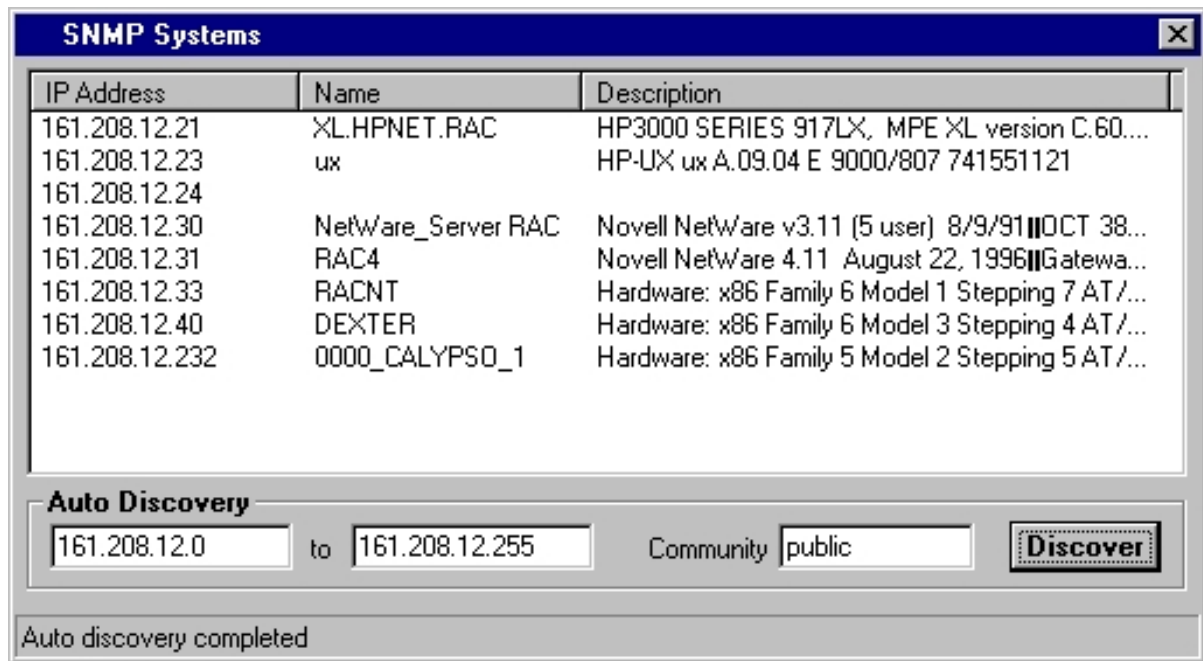 SNMP Systems
IP Address Name Description
161.208.12.21 XL.HPNET.RAC HP3000 SERIES 917LX, MPE XL version C.60....
161.208.12.23 ux HP-UX ux A.09.04 E 9000/807 741551121
161.208.12.24
161.208.12.30 NetWare_Server RAC Novell NetWare v3.11 (5 user) 8/9/91||OCT 38...
161.208.12.31 RAC4 Novell NetWare 4.11 August 22, 1996||Gatewa...
161.208.12.33 RACNT Hardware: x86 Family 6 Model 1 Stepping 7 AT/...
161.208.12.40 DEXTER Hardware: x86 Family 6 Model 3 Stepping 4 AT/...
161.208.12.232 0000_CALYPSO_1 Hardware: x86 Family 5 Model 2 Stepping 5 AT/...
Auto Discovery
161.208.12.0 to 161.208.12.255 Community public Discover
Auto discovery completed